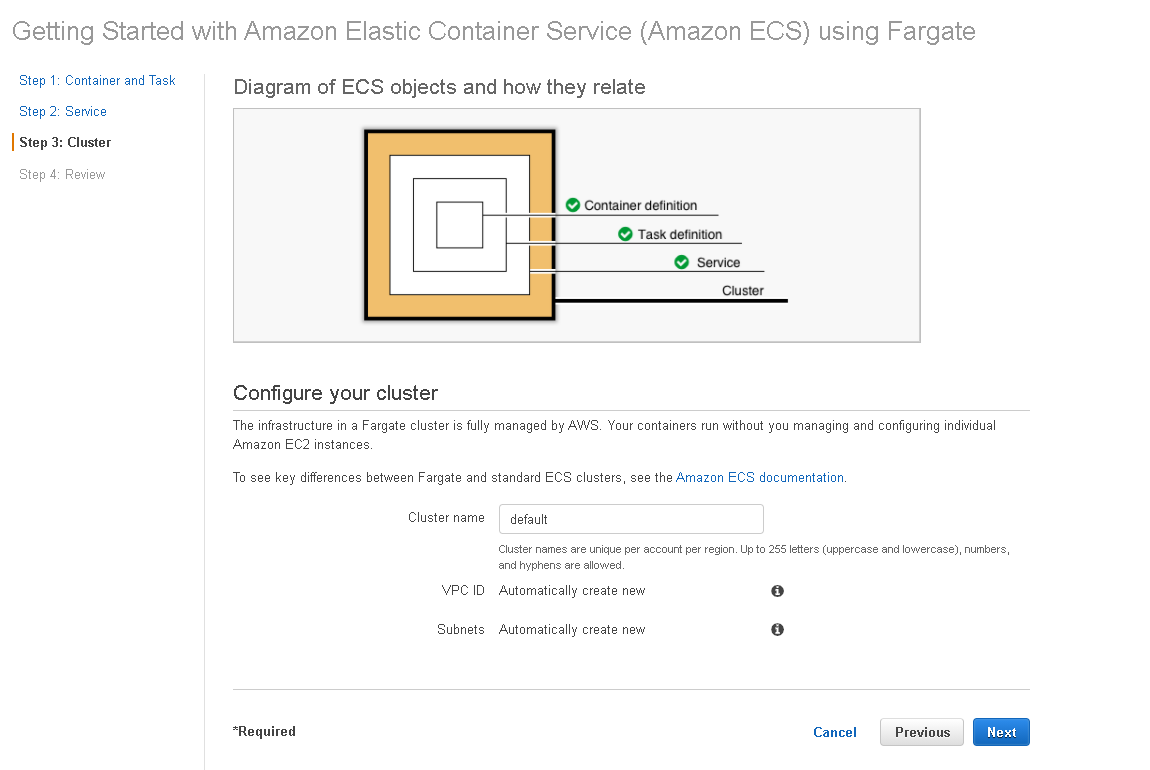 Getting Started with Amazon Elastic Container Service (Amazon ECS) using Fargate
Step 1: Container and Task
Step 2: Service
Step 3: Cluster
Step 4: Review
Diagram of ECS objects and how they relate
Container definition
Task definition
Service
Cluster
Configure your cluster
The infrastructure in a Fargate cluster is fully managed by AWS. Your containers run without you managing and configuring individual
Amazon EC2 instances.
To see key differences between Fargate and standard ECS clusters, see the Amazon ECS documentation.
Cluster name default
Cluster names are unique per account per region. Up to 255 letters (uppercase and lowercase), numbers,
and hyphens are allowed.
VPC ID Automatically create new
Subnets Automatically create new
*Required Cancel Previous Next